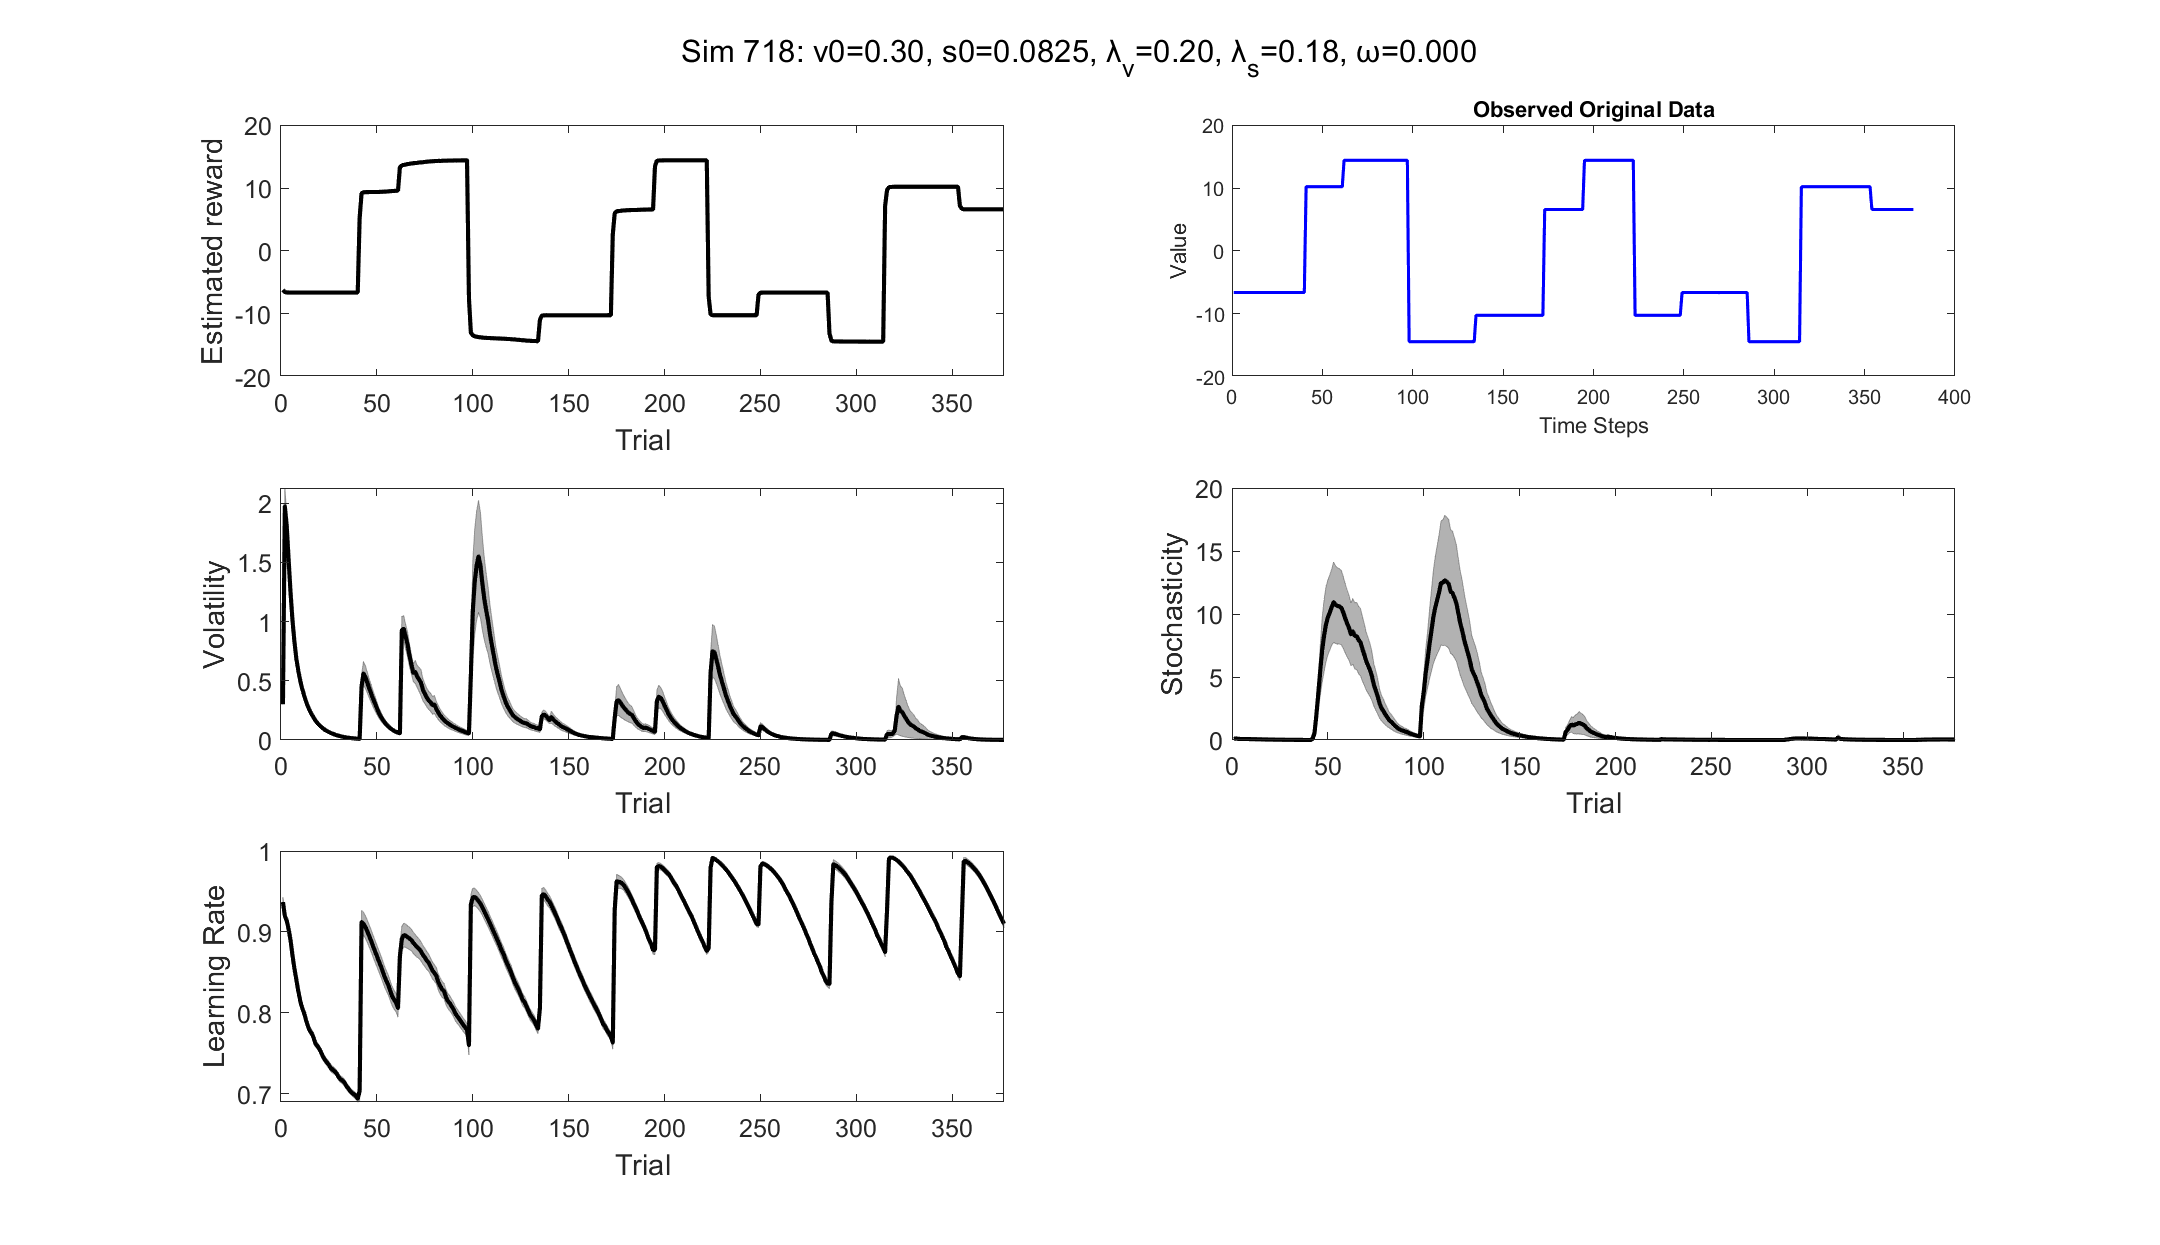 Sim 718: v0=0.30, s0=0.0825, λv=0.20, λs=0.18, ω=0.000
Estimated reward
20
10
0
-10
-20
0 50 100 150 200 250 300 350
Trial
Observed Original Data
Value
20
10
0
-10
-20
0 50 100 150 200 250 300 350 400
Time Steps
Volatility
2
1.5
1
0.5
0
0 50 100 150 200 250 300 350
Trial
Stochasticity
20
15
10
5
0
0 50 100 150 200 250 300 350
Trial
Learning Rate
1
0.9
0.8
0.7
0 50 100 150 200 250 300 350
Trial